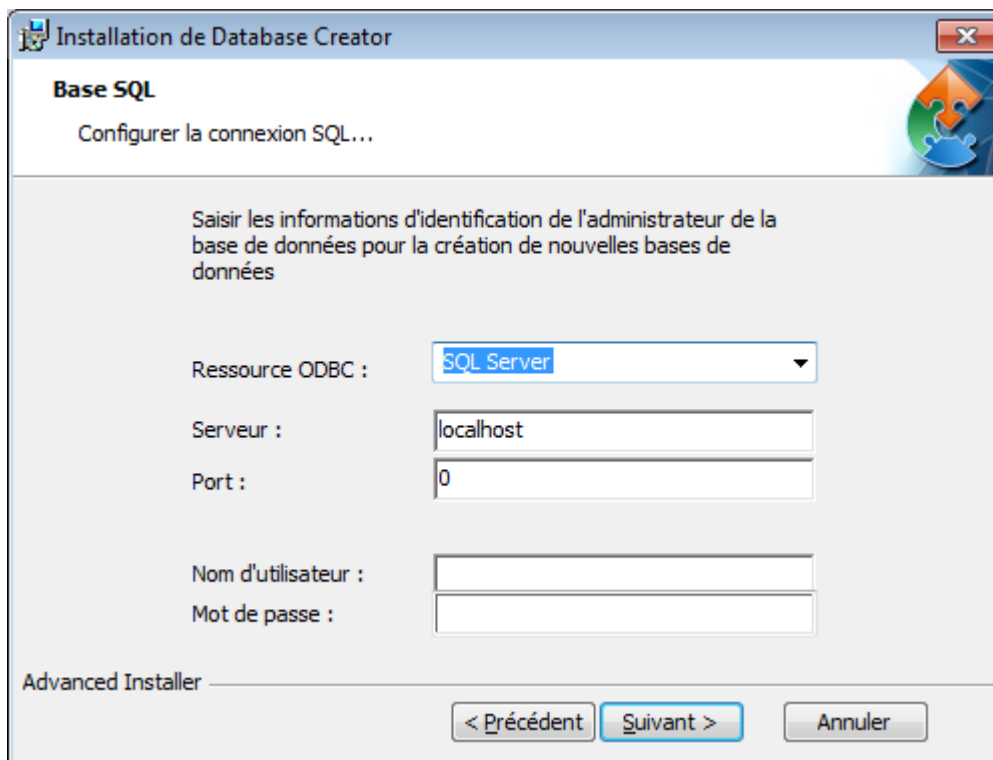 Installation de Database Creator
Base SQL
Configurer la connexion SQL...
Saisir les informations d'identification de l'administrateur de la
base de données pour la création de nouvelles bases de
données
Ressource ODBC : SQL Server
Serveur : localhost
Port : 0
Nom d'utilisateur :
Mot de passe :
Advanced Installer
< Précédent Suivant > Annuler